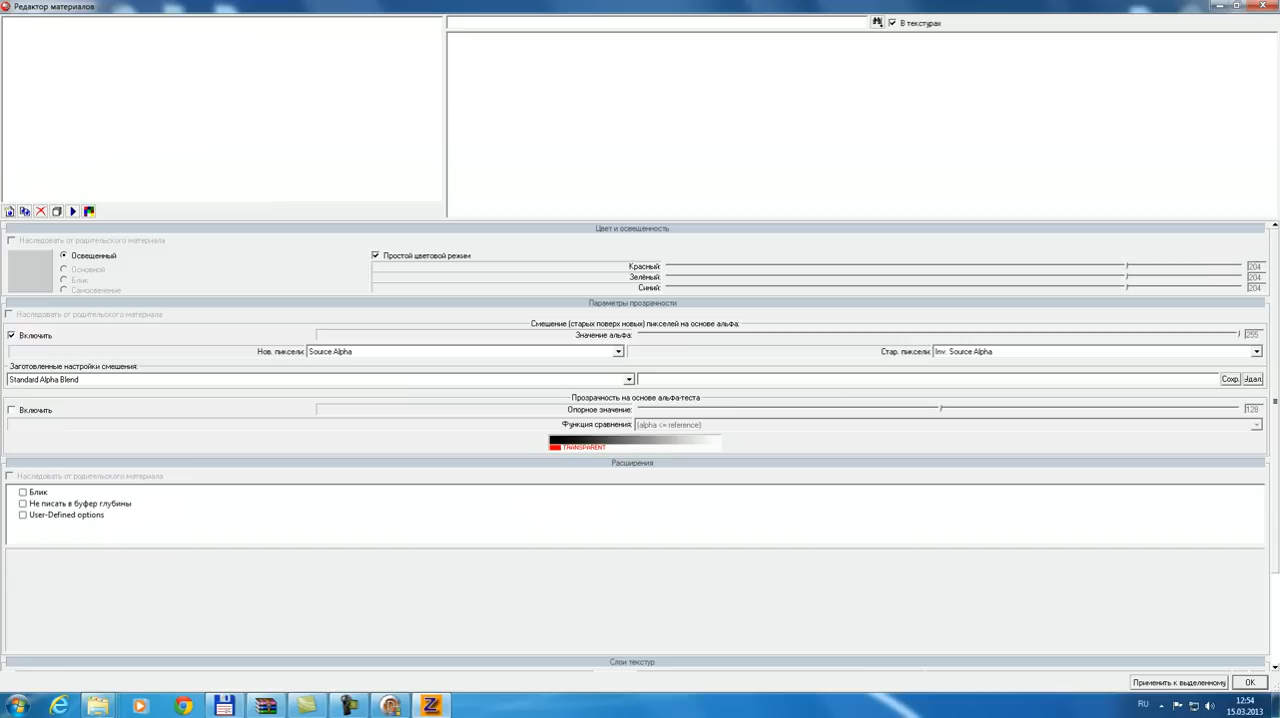 Редактор материалов
В текстурах
Цвет и освещенность
Наследовать от родительского материала
Освещенный
Простой цветовой режим
Основной
Красный: 204
Блик
Зелёный: 204
Самосвечение
Синий: 204
Параметры прозрачности
Наследовать от родительского материала
Смешение (старых поверх новых) пикселей на основе альфа:
Включить
Значение альфа: 255
Нов. пиксели: Source Alpha
Стар. пиксели: Inv. Source Alpha
Заготовленные настройки смешения:
Standard Alpha Blend
Сохр.
Удал.
Прозрачность на основе альфа-теста
Включить
Опорное значение: 128
Функция сравнения: (alpha <= reference)
TRANSPARENT
Расширения
Наследовать от родительского материала
Блик
Не писать в буфер глубины
User-Defined options
Слои текстур
Применить к выделенному
OK
RU
12:54
15.03.2013